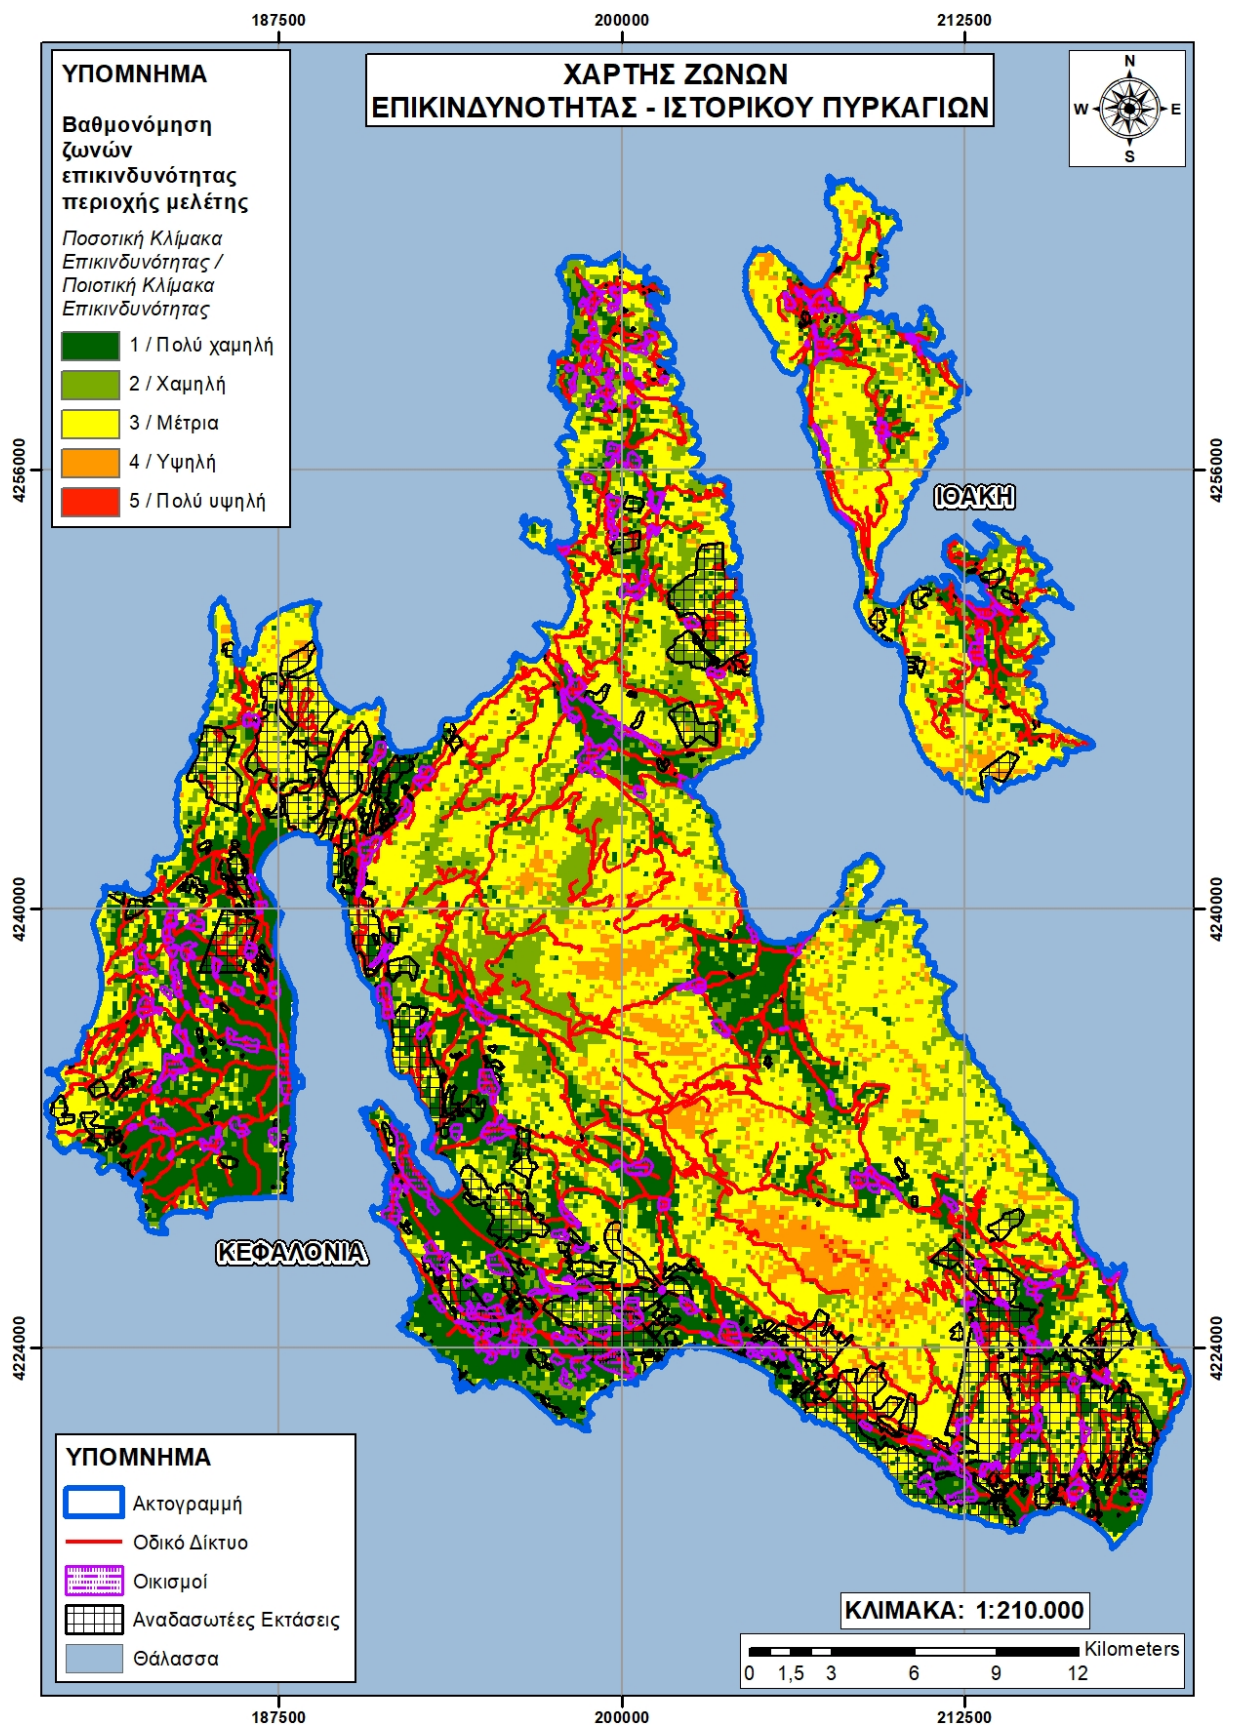 187500
200000
212500
ΥΠΟΜΝΗΜΑ
Βαθμονόμηση
ζωνών
επικινδυνότητας
περιοχής μελέτης
Ποσοτική Κλίμακα
Επικινδυνότητας /
Ποιοτική Κλίμακα
Επικινδυνότητας
1 / Πολύ χαμηλή
2 / Χαμηλή
3 / Μέτρια
4 / Υψηλή
5 / Πολύ υψηλή
ΧΑΡΤΗΣ ΖΩΝΩΝ
ΕΠΙΚΙΝΔΥΝΟΤΗΤΑΣ - ΙΣΤΟΡΙΚΟΥ ΠΥΡΚΑΓΙΩΝ
N
W
E
S
4256000
4256000
ΙΘΑΚΗ
4240000
4240000
ΚΕΦΑΛΟΝΙΑ
4224000
4224000
ΥΠΟΜΝΗΜΑ
Ακτογραμμή
Οδικό Δίκτυο
Οικισμοί
Αναδασωτέες Εκτάσεις
Θάλασσα
ΚΛΙΜΑΚΑ: 1:210.000
Kilometers
0 1,5 3 6 9 12
187500
200000
212500